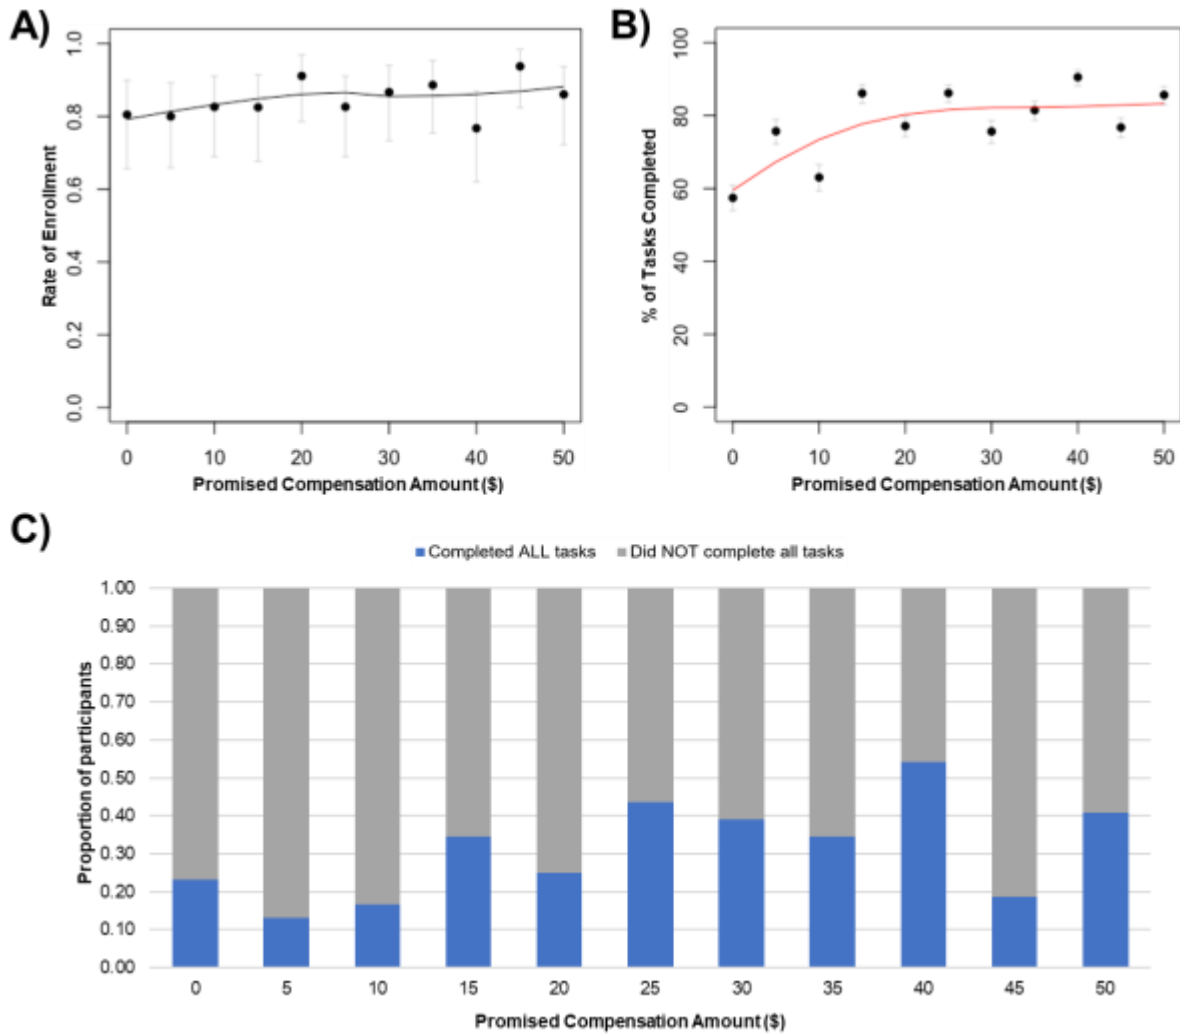 A)
Rate of Enrollment
1.0
0.8
0.6
0.4
0.2
0.0
0 10 20 30 40 50
Promised Compensation Amount ($)
B)
% of Tasks Completed
100
80
60
40
20
0
0 10 20 30 40 50
Promised Compensation Amount ($)
C)
Completed ALL tasks Did NOT complete all tasks
Proportion of participants
1.00
0.90
0.80
0.70
0.60
0.50
0.40
0.30
0.20
0.10
0.00
0 5 10 15 20 25 30 35 40 45 50
Promised Compensation Amount ($)